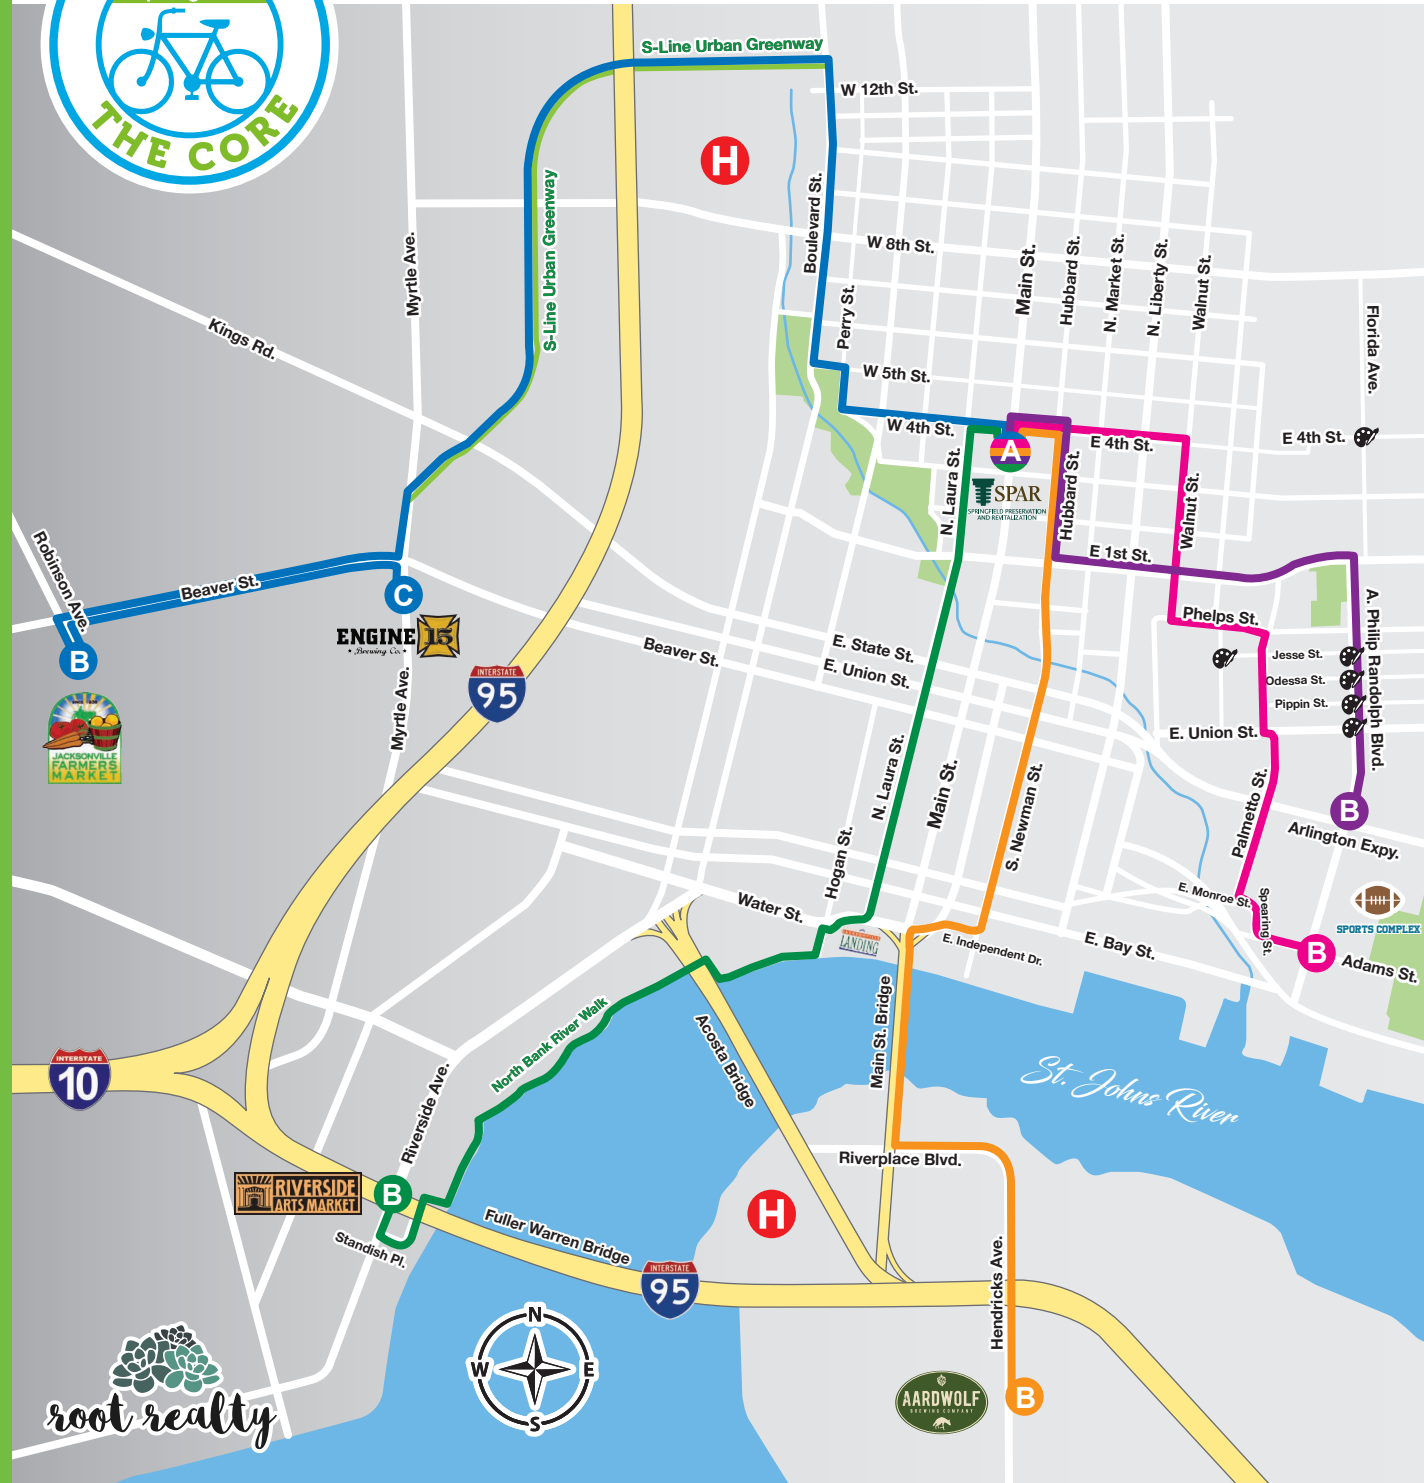 THE CORE
S-Line Urban Greenway
W 12th St.
H
S-Line Urban Greenway
Boulevard St.
Myrtle Ave.
W 8th St.
Main St.
Hubbard St.
N. Market St.
N. Liberty St.
Walnut St.
Perry St.
Florida Ave.
Kings Rd.
W 5th St.
W 4th St.
E 4th St.
E 4th St.
A
N. Laura St.
SPAR
SPRINGFIELD PRESERVATION
AND REVITALIZATION
Hubbard St.
Walnut St.
E 1st St.
Robinson Ave.
Beaver St.
C
B
ENGINE 15
Brewing Co.
Myrtle Ave.
Beaver St.
E. State St.
E. Union St.
Phelps St.
Jesse St.
Odessa St.
Pippin St.
E. Union St.
A. Philip Randolph Blvd.
INTERSTATE
95
JACKSONVILLE
FARMERS
MARKET
N. Laura St.
Main St.
S. Newman St.
Palmetto St.
B
Arlington Expy.
Hogan St.
Water St.
E. Monroe St.
Spearing St.
SPORTS COMPLEX
LANDING
E. Independent Dr.
E. Bay St.
B
Adams St.
North Bank River Walk
Acosta Bridge
Main St. Bridge
St. Johns River
INTERSTATE
10
Riverside Ave.
Riverplace Blvd.
RIVERSIDE
ARTS MARKET
B
H
Standish Pl.
Fuller Warren Bridge
INTERSTATE
95
Hendricks Ave.
N
W
E
S
root realty
AARDWOLF
BREWING COMPANY
B